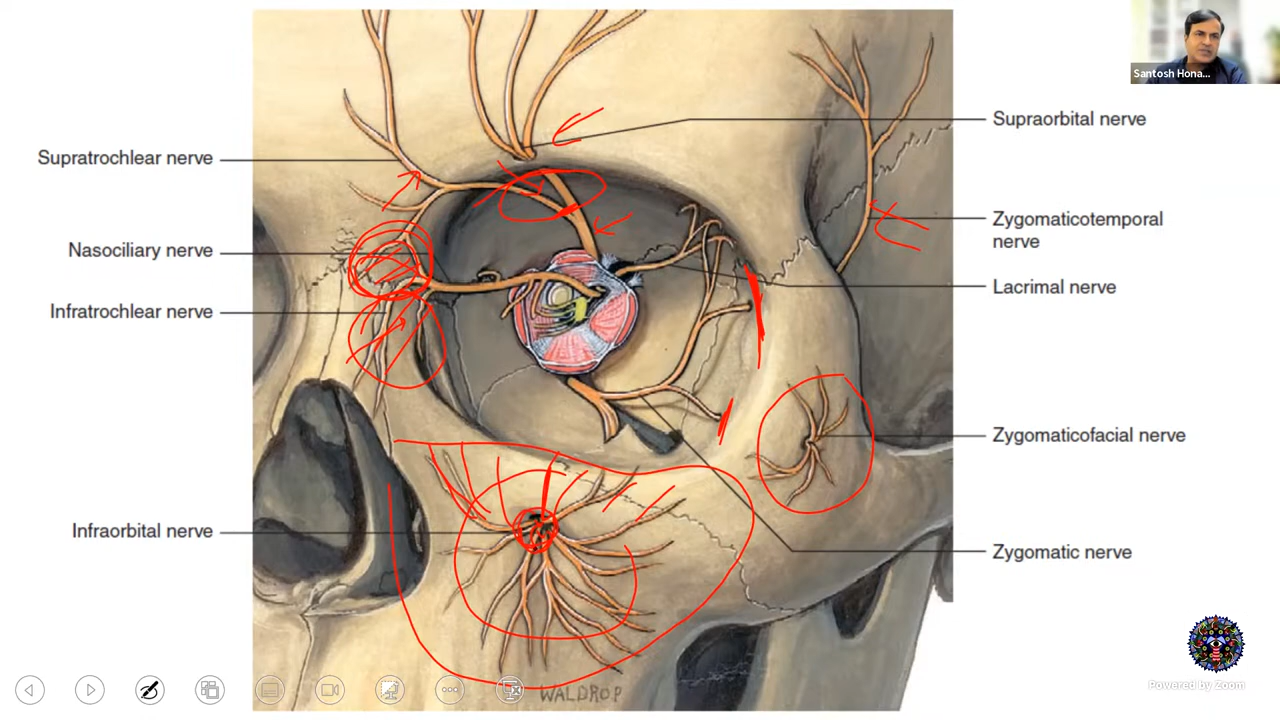 Santosh Hona...
Supraorbital nerve
Supratrochlear nerve
Zygomaticotemporal
nerve
Nasociliary nerve
Lacrimal nerve
Infratrochlear nerve
Zygomaticofacial nerve
Infraorbital nerve
Zygomatic nerve
Powered by Zoom
WALDROP